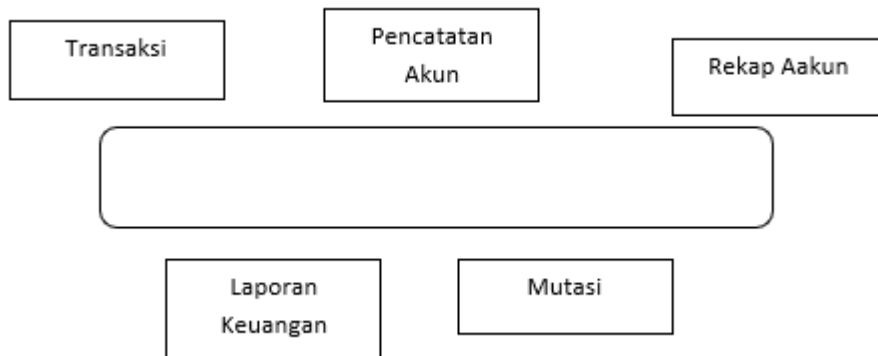 Transaksi
Pencatatan
Akun
Rekap Aakun
Laporan
Keuangan
Mutasi